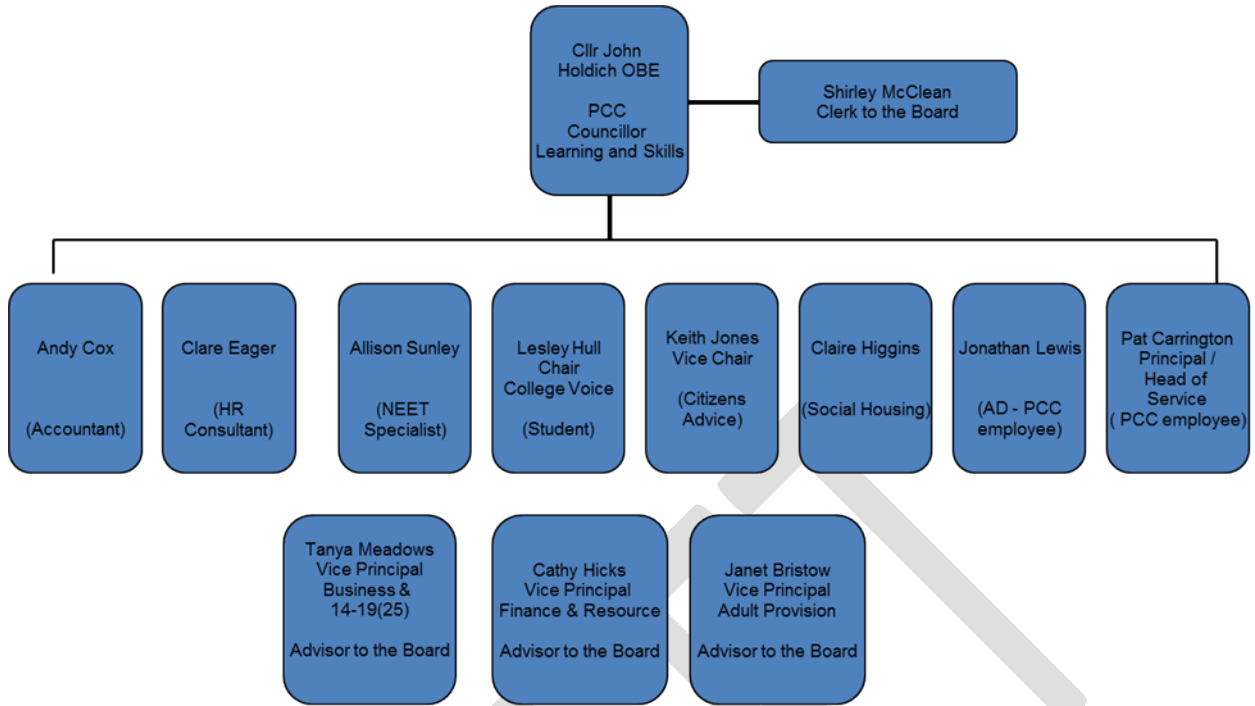 Cllr John
Holdich OBE
PCC
Councillor
Learning and Skills
Shirley McClean
Clerk to the Board
Andy Cox
(Accountant)
Clare Eager
(HR
Consultant)
Allison Sunley
(NEET
Specialist)
Lesley Hull
Chair
College Voice
(Student)
Keith Jones
Vice Chair
(Citizens
Advice)
Claire Higgins
(Social Housing)
Jonathan Lewis
(AD - PCC
employee)
Pat Carrington
Principal /
Head of
Service
( PCC employee)
Tanya Meadows
Vice Principal
Business &
14-19(25)
Advisor to the Board
Cathy Hicks
Vice Principal
Finance & Resource
Advisor to the Board
Janet Bristow
Vice Principal
Adult Provision
Advisor to the Board